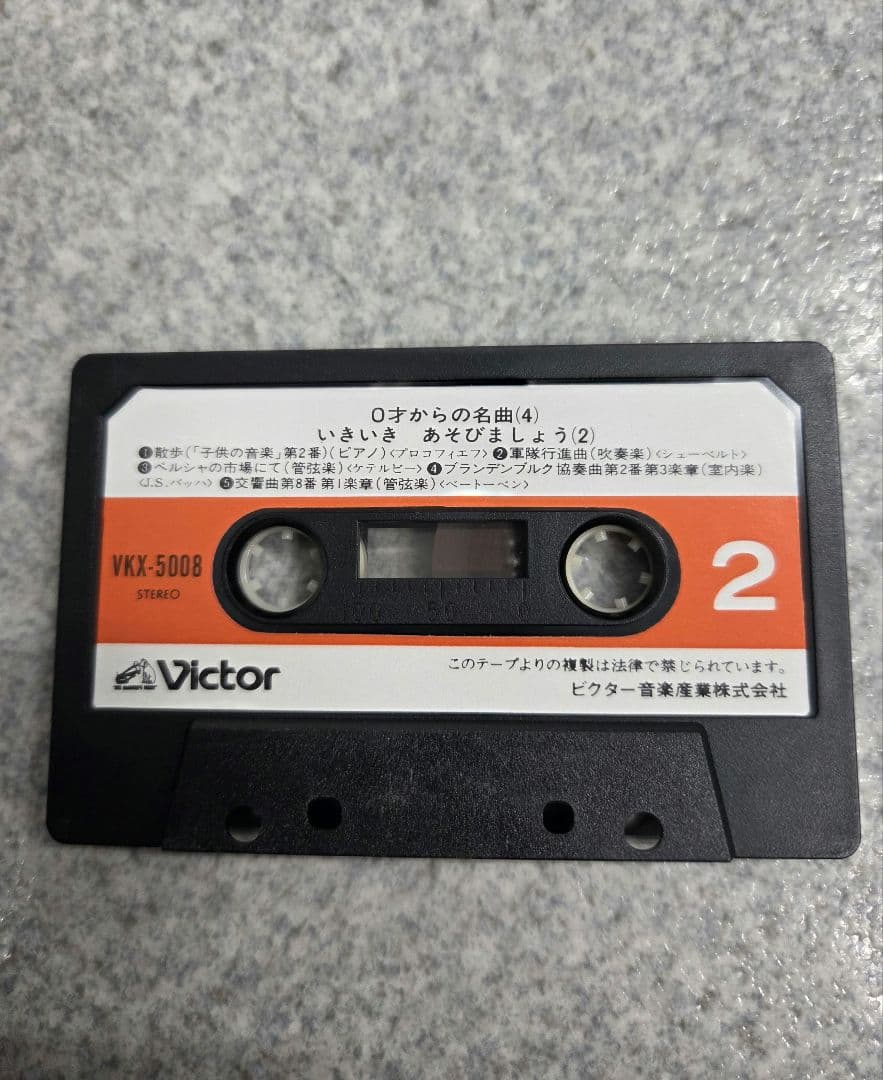 0才からの名曲(4)
いきいき　あそびましょう(2)
❶散歩(「子供の音楽」第2番)(ピアノ)〈プロコフィエフ〉❷軍隊行進曲(吹奏楽)〈シューベルト〉
❸ペルシャの市場にて(管弦楽)〈ケテルビー〉❹ブランデンブルク協奏曲第2番第3楽章(室内楽)
〈J.S.バッハ〉❺交響曲第8番 第1楽章(管弦楽)〈ベートーベン〉
VKX-5008
STEREO
2
Victor
このテープよりの複製は法律で禁じられています。
ビクター音楽産業株式会社